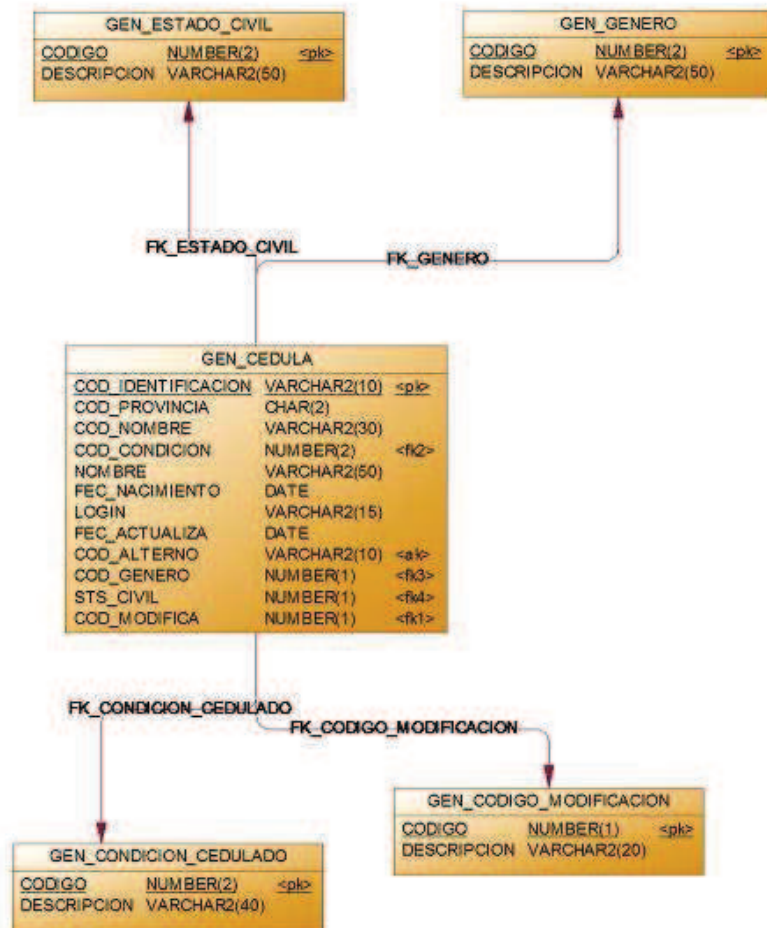 GEN_ESTADO_CIVIL
CODIGO NUMBER(2) <pk>
DESCRIPCION VARCHAR2(50)
GEN_GENERO
CODIGO NUMBER(2) <pk>
DESCRIPCION VARCHAR2(50)
FK_ESTADO_CIVIL
FK_GENERO
GEN_CEDULA
COD_IDENTIFICACION VARCHAR2(10) <pk>
COD_PROVINCIA CHAR(2)
COD_NOMBRE VARCHAR2(30)
COD_CONDICION NUMBER(2) <fk2>
NOMBRE VARCHAR2(50)
FEC_NACIMIENTO DATE
LOGIN VARCHAR2(15)
FEC_ACTUALIZA DATE
COD_ALTERNO VARCHAR2(10) <ak>
COD_GENERO NUMBER(1) <fk3>
STS_CIVIL NUMBER(1) <fk4>
COD_MODIFICA NUMBER(1) <fk1>
FK_CONDICION_CEDULADO
FK_CODIGO_MODIFICACION
GEN_CODIGO_MODIFICACION
CODIGO NUMBER(1) <pk>
DESCRIPCION VARCHAR2(20)
GEN_CONDICION_CEDULADO
CODIGO NUMBER(2) <pk>
DESCRIPCION VARCHAR2(40)